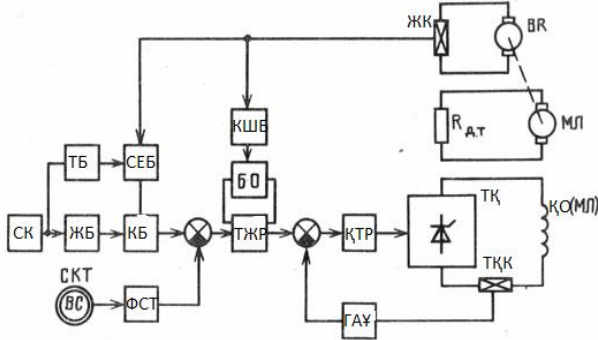 ЖК
BR
R д.т
МЛ
КШБ
БО
ТБ
СЕБ
ТҚ
ҚО(МЛ)
СК
ЖБ
КБ
ТЖР
ҚТР
ТҚК
СКТ
ВС
ФСТ
ГАҰ